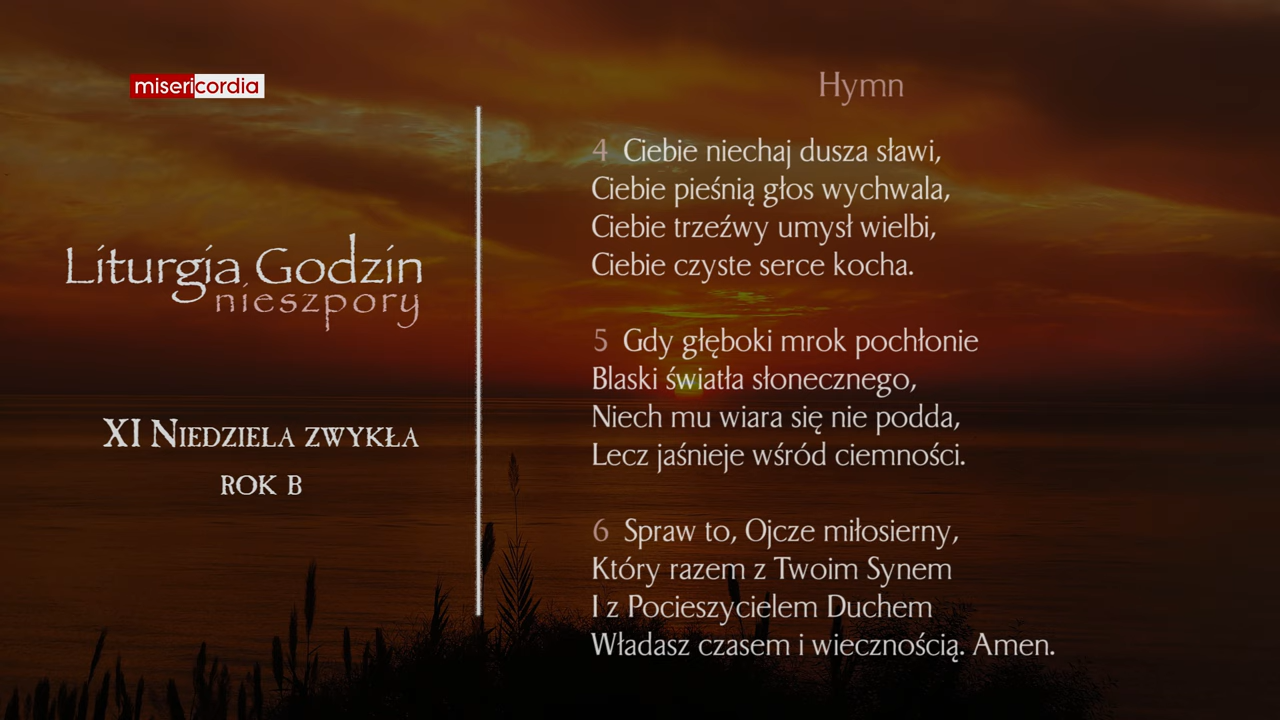 misericordia
Liturgia Godzin
nieszpory
XI Niedziela zwykła
rok B
Hymn
4 Ciebie niechaj dusza sławi,
Ciebie pieśnią głos wychwala,
Ciebie trzeźwy umysł wielbi,
Ciebie czyste serce kocha.
5 Gdy głęboki mrok pochłonie
Blaski światła słonecznego,
Niech mu wiara się nie podda,
Lecz jaśnieje wśród ciemności.
6 Spraw to, Ojcze miłosierny,
Który razem z Twoim Synem
I z Pocieszycielem Duchem
Władasz czasem i wiecznością. Amen.